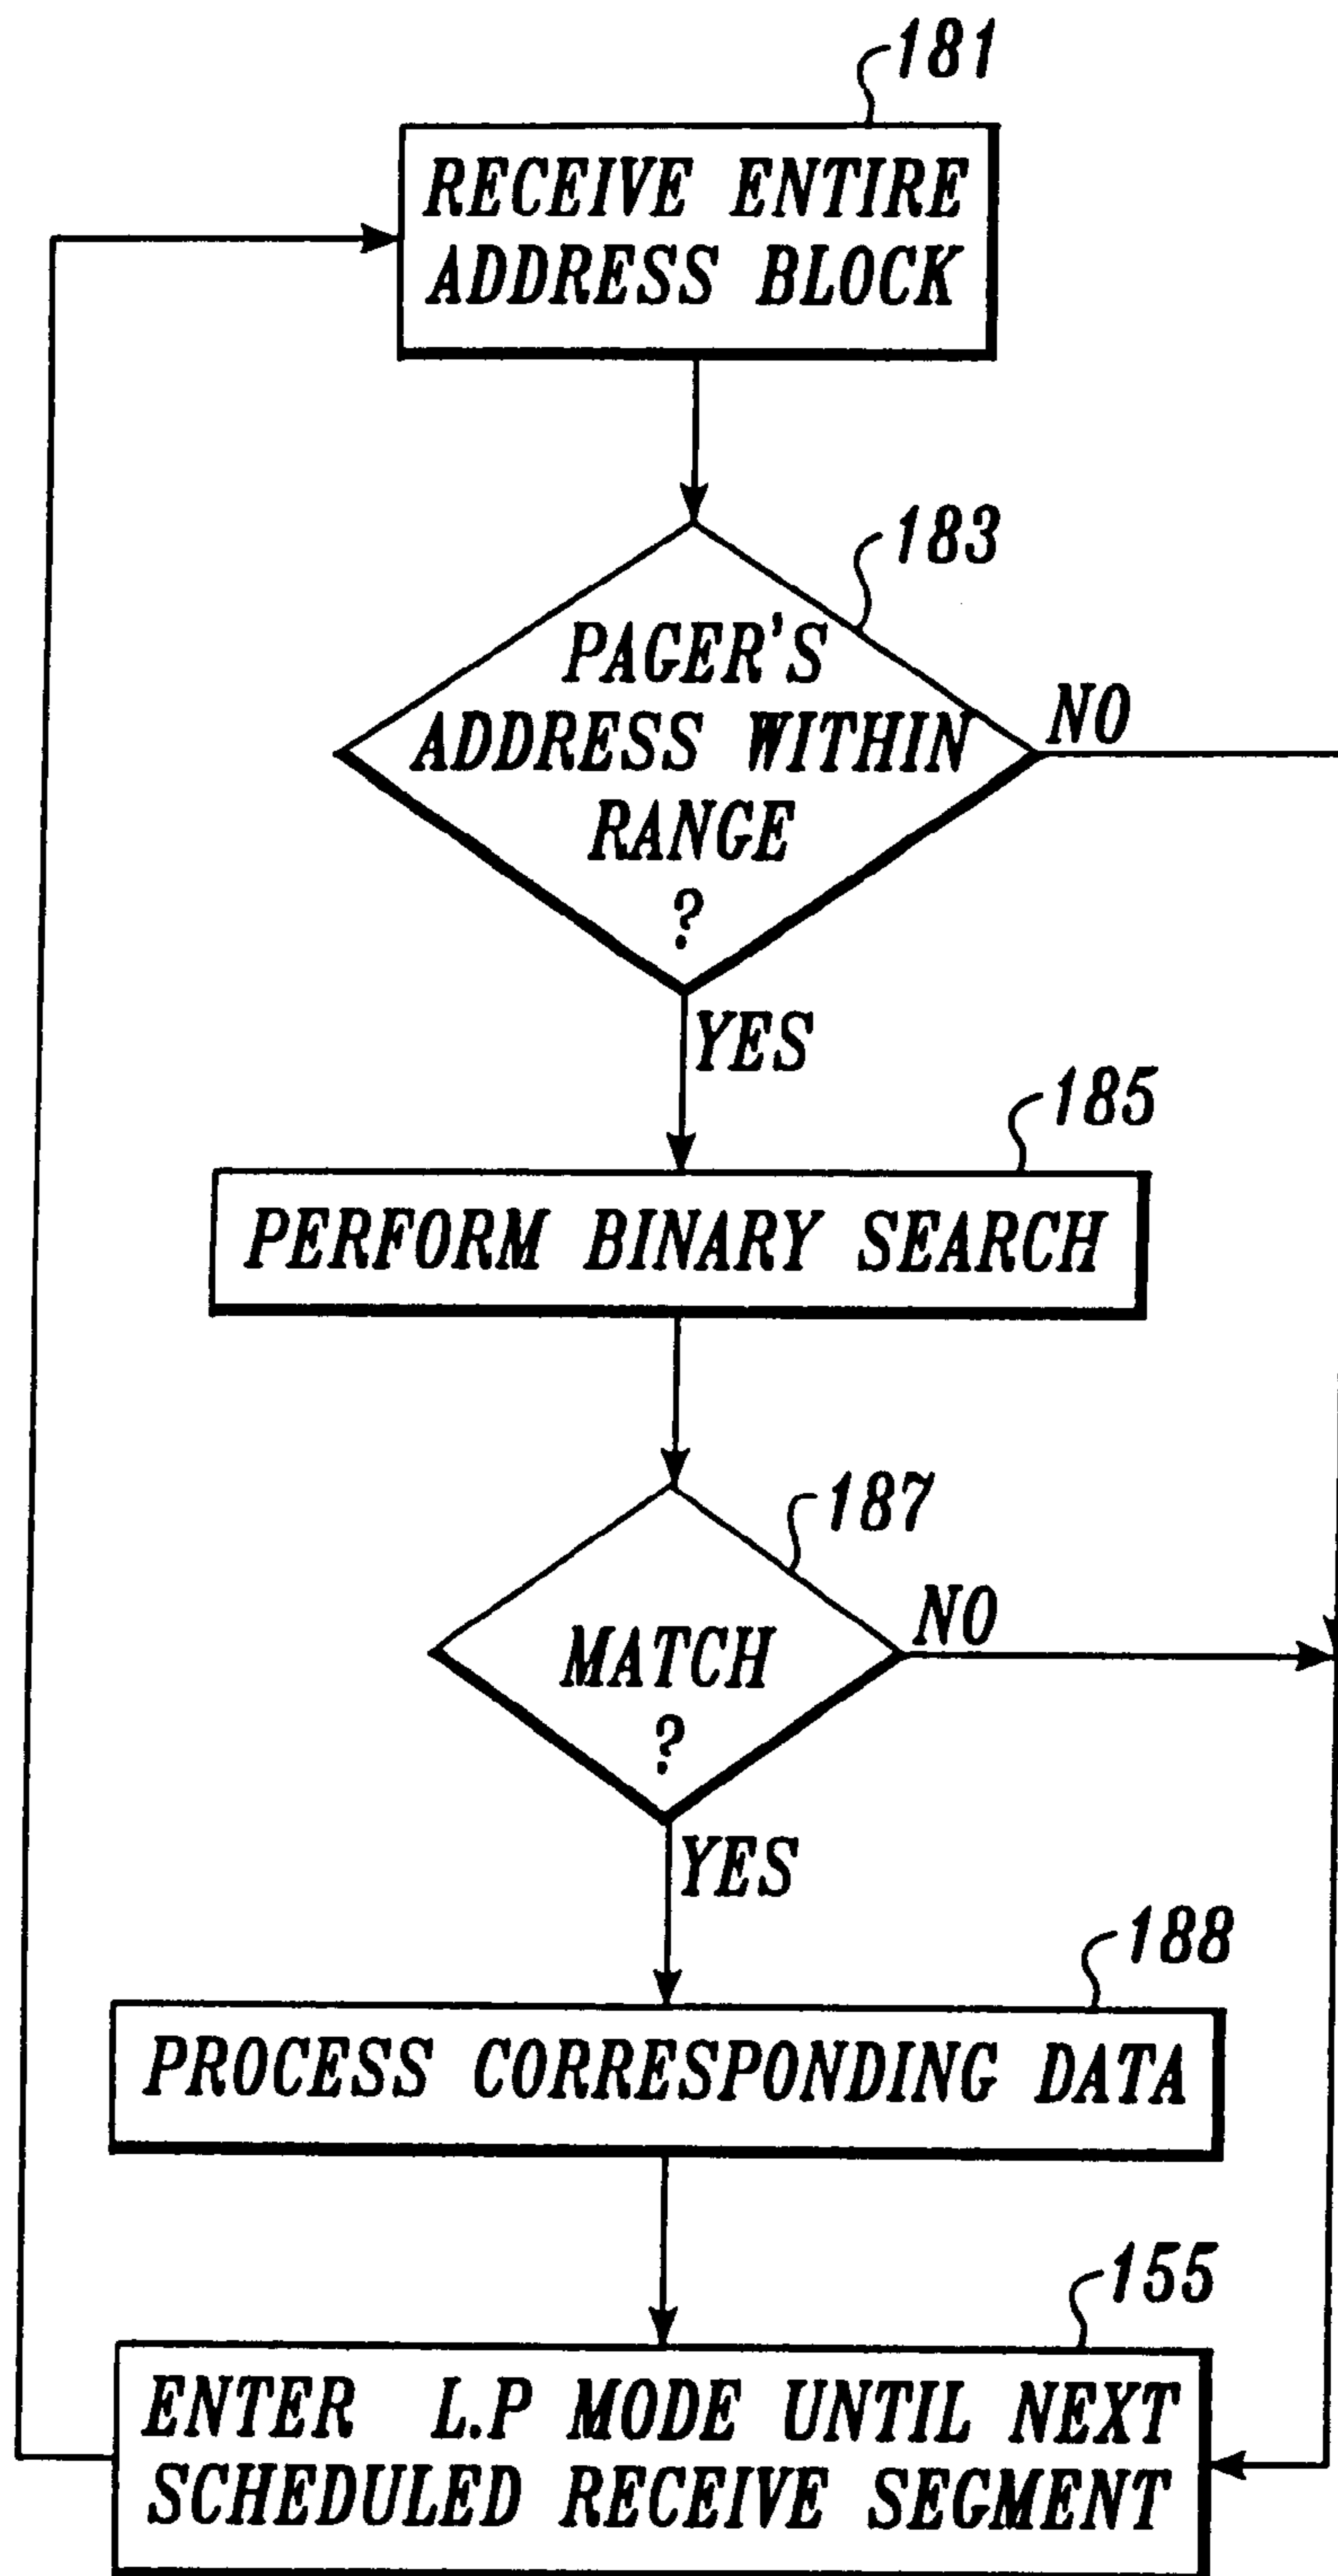 181
RECEIVE ENTIRE
ADDRESS BLOCK
183
PAGER'S
ADDRESS WITHIN
RANGE
?
NO
YES
185
PERFORM BINARY SEARCH
187
MATCH
?
NO
YES
188
PROCESS CORRESPONDING DATA
155
ENTER L.P MODE UNTIL NEXT
SCHEDULED RECEIVE SEGMENT